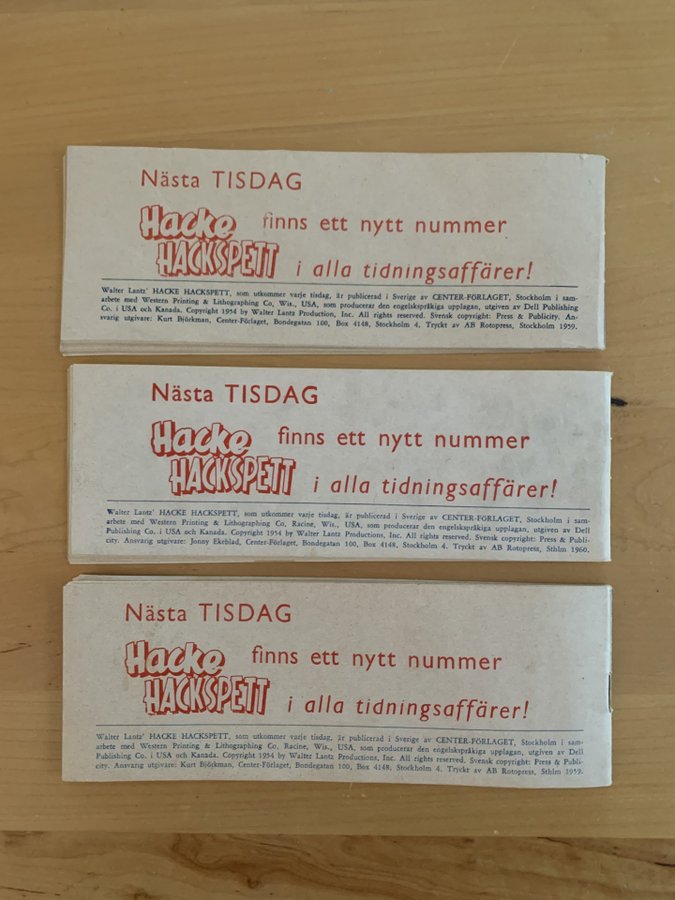 Nästa TISDAG
Hacke finns ett nytt nummer
HACKSPETT i alla tidningsaffärer!
Walter Lantz' HACKE HACKSPETT, som utkommer varje tisdag, är publicerad i Sverige av CENTER-FÖRLAGET, Stockholm i sam-
arbete med Western Printing & Lithographing Co, Wis., USA, som producerar den engelskspråkiga upplagan, utgiven av Dell Publishing
Co. i USA och Kanada. Copyright 1954 by Walter Lantz Production, Inc. All rights reserved. Svensk copyright: Press & Publicity. An-
svarig utgivare: Kurt Björkman, Center-Förlaget, Bondegatan 100, Box 4148, Stockholm 4. Tryckt av AB Rotopress, Stockholm 1959.
Nästa TISDAG
Hacke finns ett nytt nummer
HACKSPETT i alla tidningsaffärer!
Walter Lantz' HACKE HACKSPETT, som utkommer varje tisdag, är publicerad i Sverige av CENTER-FÖRLAGET, Stockholm i sam-
arbete med Western Printing & Lithographing Co, Racine, Wis., USA, som producerar den engelskspråkiga upplagan, utgiven av Dell
Publishing Co. i USA och Kanada. Copyright 1954 by Walter Lantz Productions, Inc. All rights reserved. Svensk copyright: Press & Publi-
city. Ansvarig utgivare: Jonny Ekeblad, Center-Förlaget, Bondegatan 100, Box 4148, Stockholm 4. Tryckt av AB Rotopress, Sthlm 1960.
Nästa TISDAG
Hacke finns ett nytt nummer
HACKSPETT i alla tidningsaffärer!
Walter Lantz' HACKE HACKSPETT, som utkommer varje tisdag, är publicerad i Sverige av CENTER-FÖRLAGET, Stockholm i sam-
arbete med Western Printing & Lithographing Co, Racine, Wis., USA, som producerar den engelskspråkiga upplagan, utgiven av Dell
Publishing Co. i USA och Kanada. Copyright 1954 by Walter Lantz Productions, Inc. All rights reserved. Svensk copyright: Press & Publi-
city. Ansvarig utgivare: Kurt Björkman, Center-Förlaget, Bondegatan 100, Box 4148, Stockholm 4. Tryckt av AB Rotopress, Sthlm 1959.